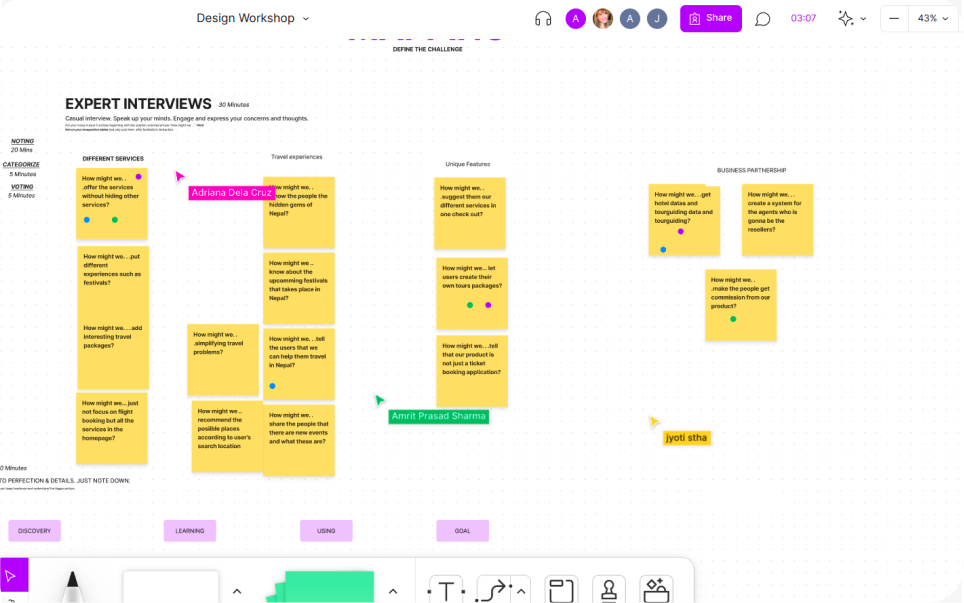 Design Workshop
A
A
J
Share
03:07
43%
DEFINE THE CHALLENGE
EXPERT INTERVIEWS 30 Minutes
Casual interview. Speak up your minds. Engage and express your concerns and thoughts.
NOTING
20 Mins
CATEGORIZE
5 Minutes
VOTING
5 Minutes
DIFFERENT SERVICES
How might we. .
.offer the services
without hiding other
services?
How might we. . .put
different
experiences such as
festivals?
How might we. . .add
interesting travel
packages?
How might we...just
not focus on flight
booking but all the
services in the
homepage?
Travel experiences
Adriana Dela Cruz
How might we. .
the people the
hidden gems of
Nepal?
How might we ..
know about the
upcomming festivals
that takes place in
Nepal?
How might we. .
.simplifying travel
problems?
How might we. . .tell
the users that we
can help them travel
in Nepal?
How might we ..
recommend the
posible places
according to user's
search location
How might we. .
share the people that
there are new events
and what these are?
Unique Features
How might we. .
.suggest them our
different services in
one check out?
How might we... let
users create their
own tours packages?
How might we. . .tell
that our product is
not just a ticket
booking application?
Amrit Prasad Sharma
BUSINESS PARTNERSHIP
How might we. . .get
hotel datas and
tourguiding data and
tourguiding?
How might we. . .
create a system for
the agents who is
gonna be the
resellers?
How might we. .
.make the people get
commission from our
product?
jyoti stha
0 Minutes
TO PERFECTION & DETAILS. JUST NOTE DOWN.
DISCOVERY
LEARNING
USING
GOAL
T